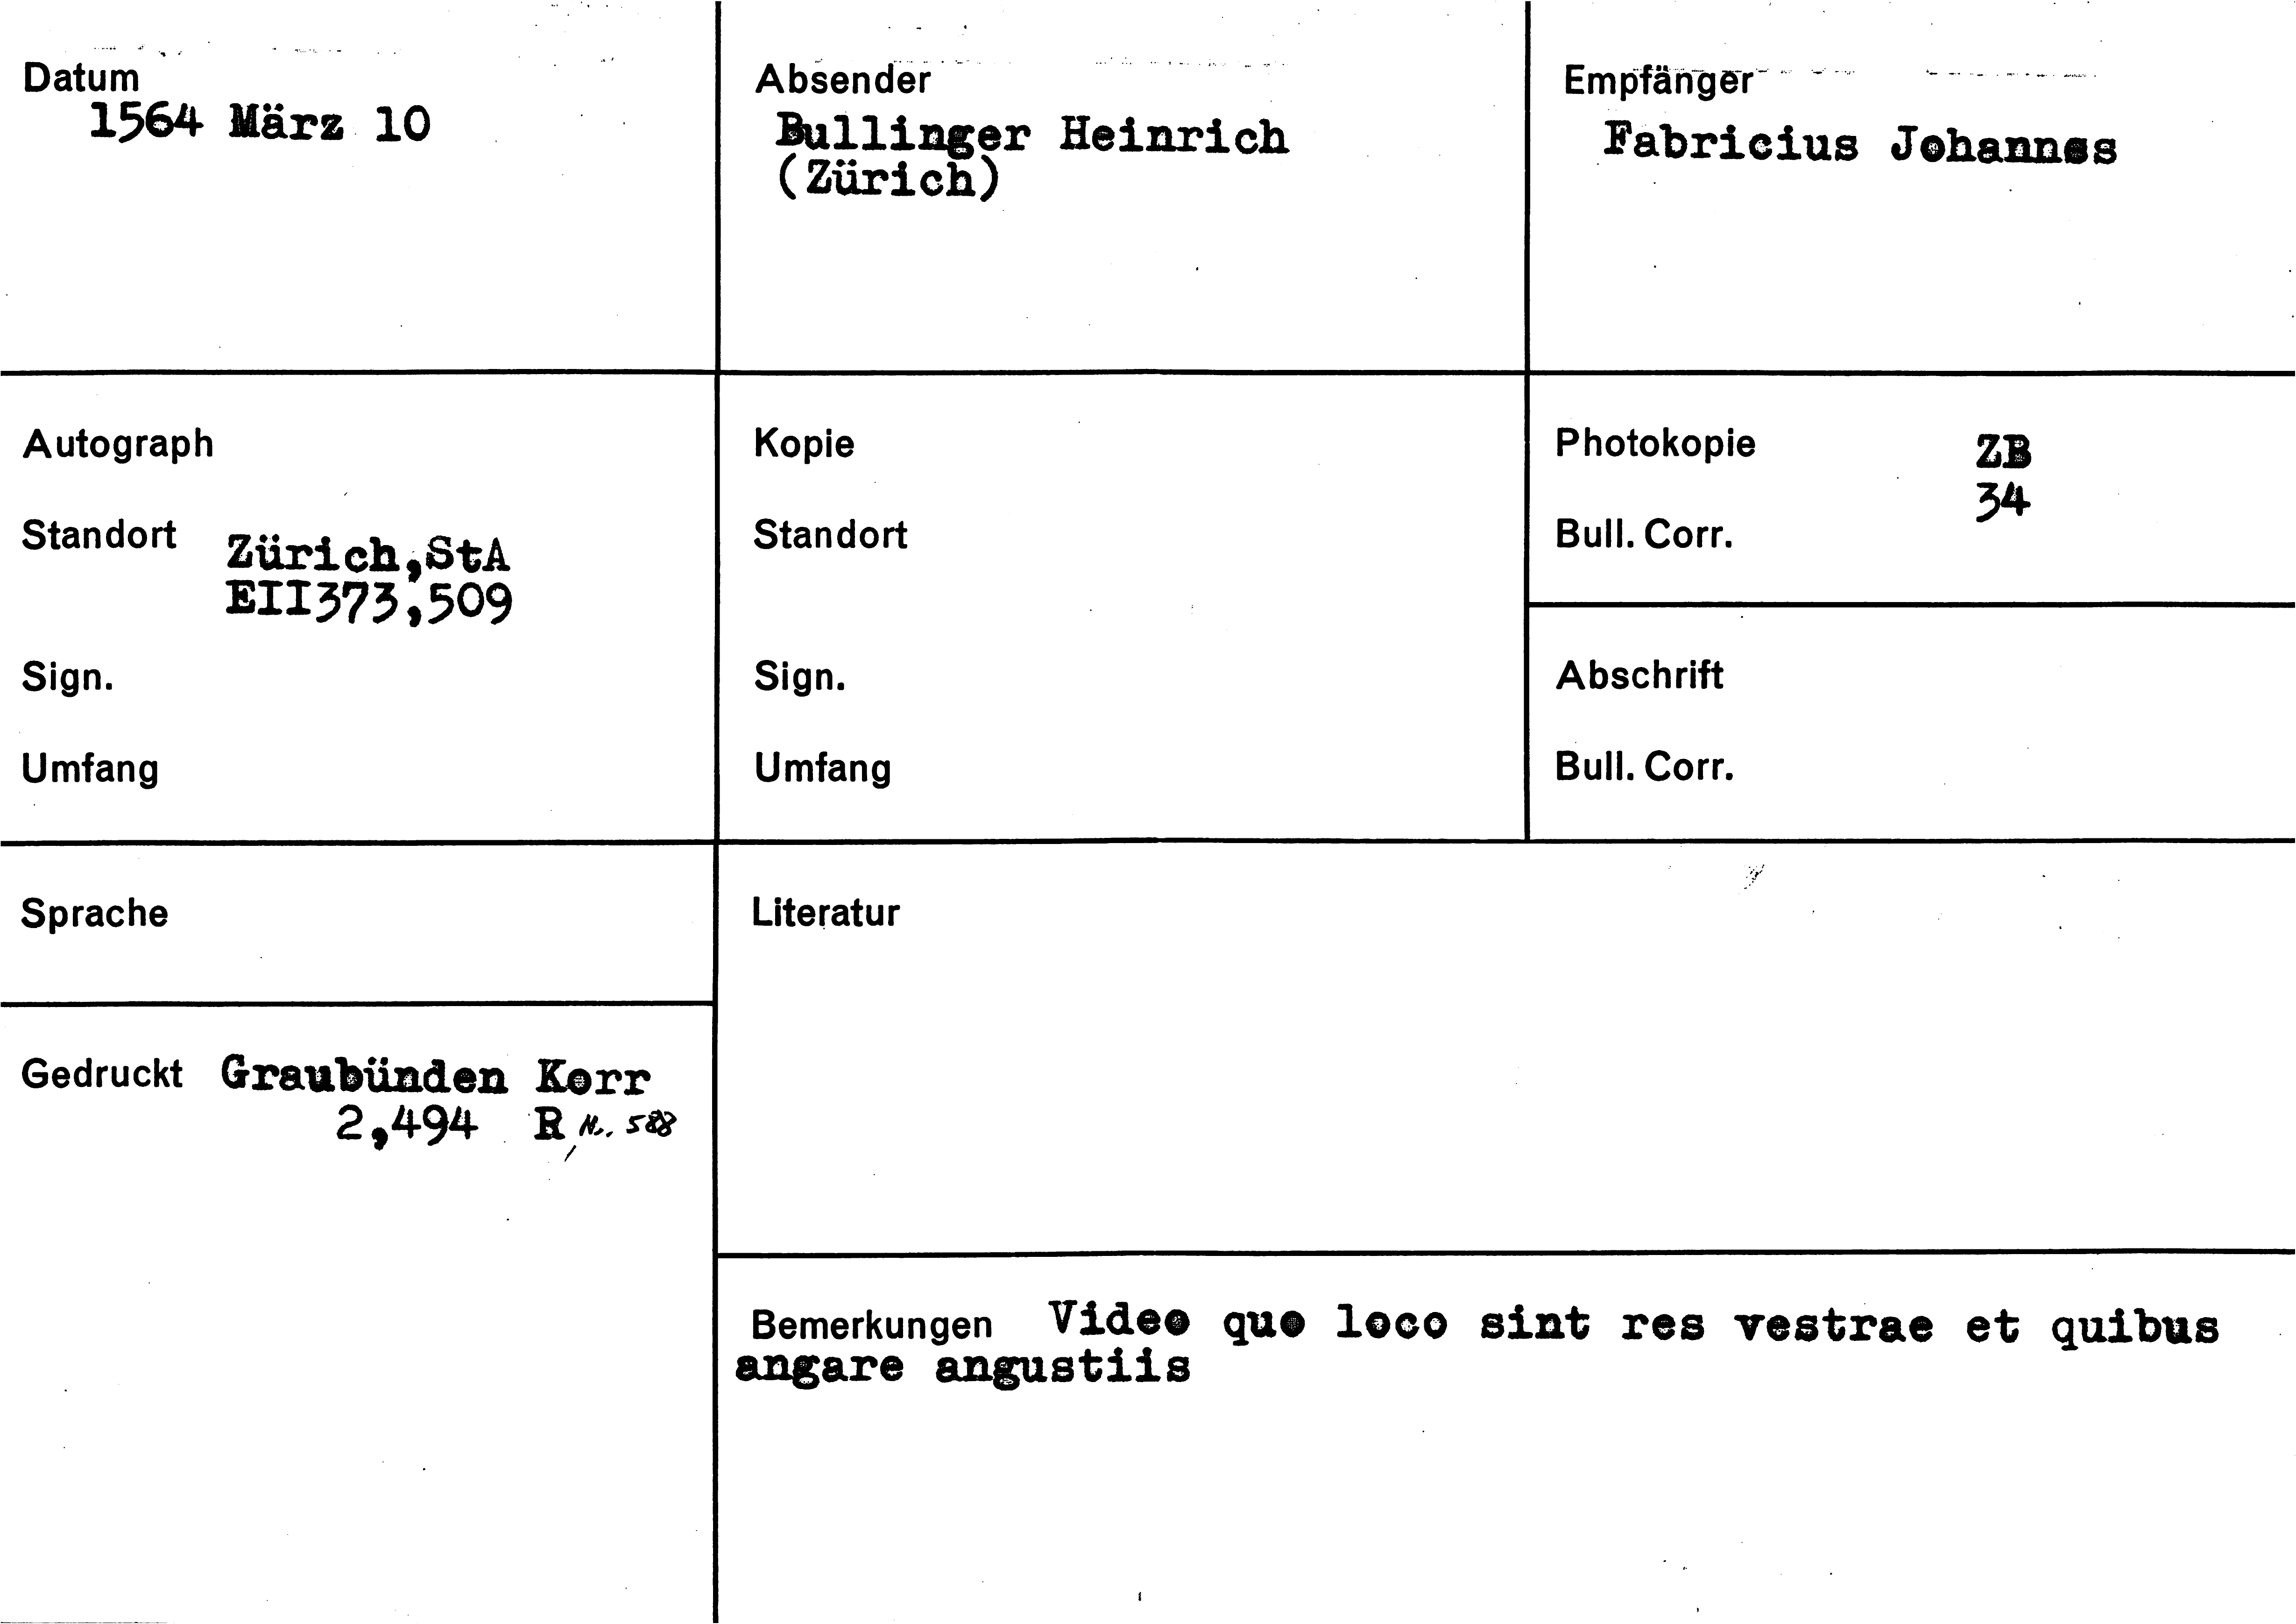 Datum
1564 März 10
Absender
Bullinger Heinrich
(Zürich)
Empfänger
Fabricius Johannes
Autograph
Standort Zürich,StA
EII373,509
Sign.
Umfang
Kopie
Standort
Sign.
Umfang
Photokopie ZB
34
Bull. Corr.
Abschrift
Bull. Corr.
Sprache
Literatur
Gedruckt Graubünden Korr
2,494 R, No. 588
Bemerkungen Video quo loco sint res vestrae et quibus
angare angustiis